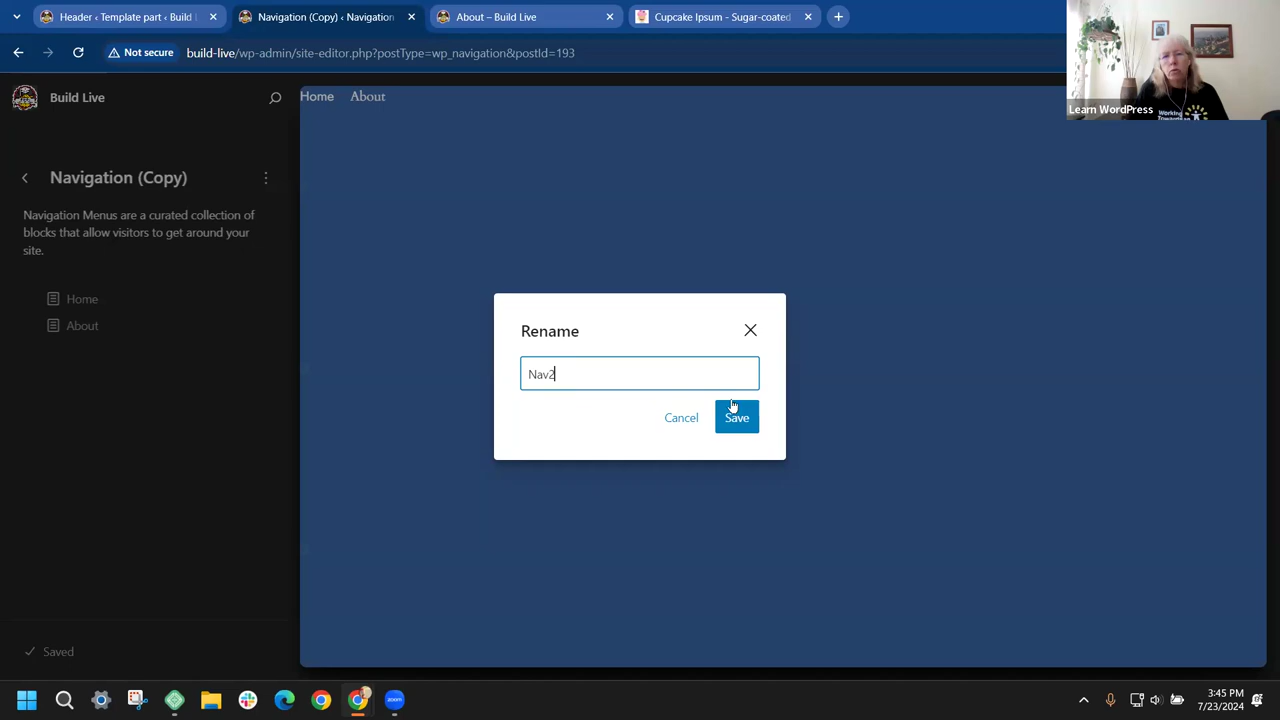 Header ‹ Template part ‹ Build L
Navigation (Copy) ‹ Navigation
About – Build Live
Cupcake Ipsum - Sugar-coated
Not secure
build-live/wp-admin/site-editor.php?postType=wp_navigation&postId=193
Learn WordPress
Working
Build Live
Home About
Navigation (Copy)
Navigation Menus are a curated collection of
blocks that allow visitors to get around your
site.
Home
About
Rename
Nav2
Cancel
Save
Saved
zoom
3:45 PM
7/23/2024